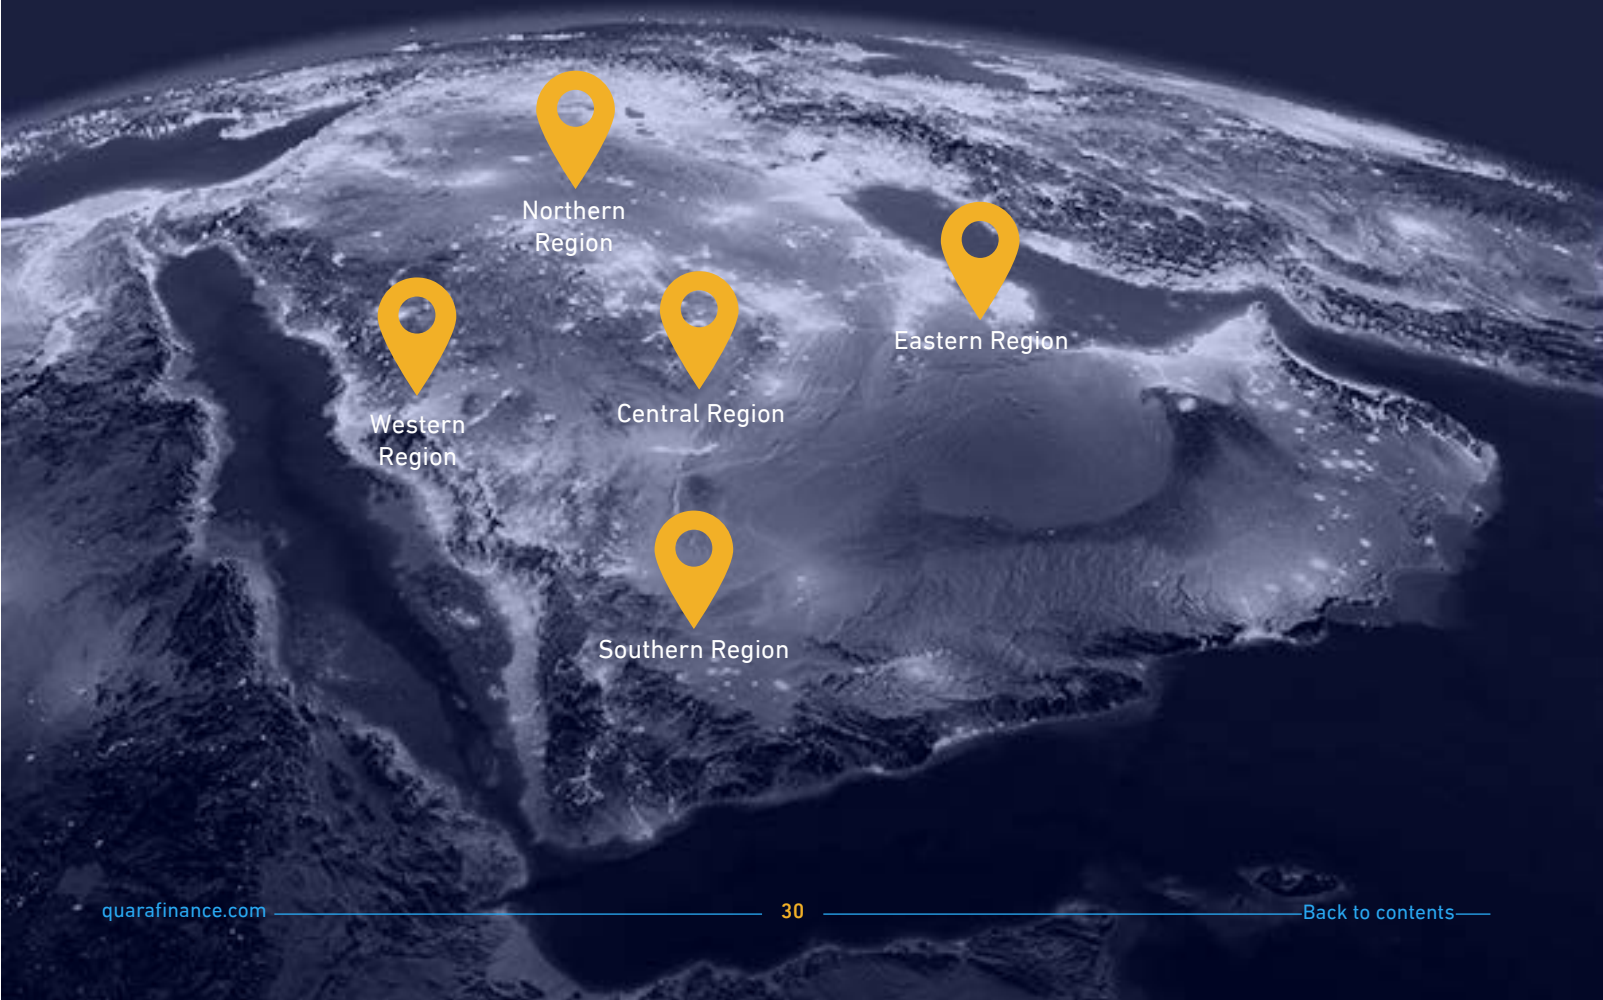 Northern
Region
Eastern Region
Western
Region
Central Region
Southern Region
quarafinance.com
30
Back to contents